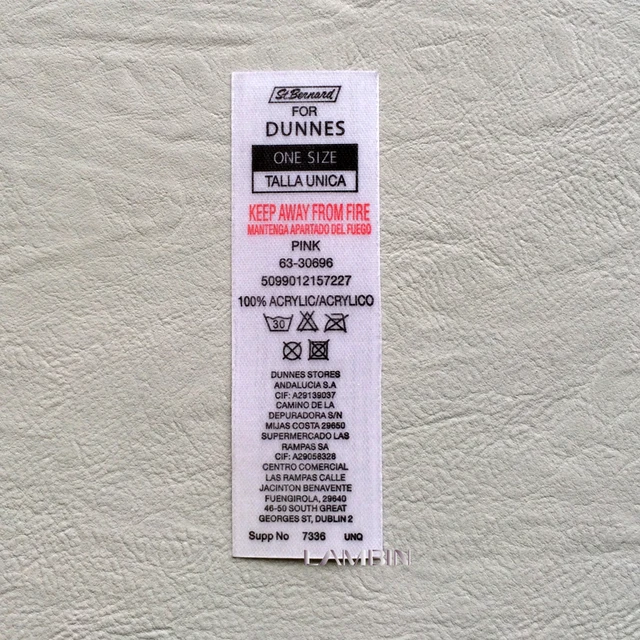 St.Bernard
FOR
DUNNES
ONE SIZE
TALLA UNICA
KEEP AWAY FROM FIRE
MANTENGA APARTADO DEL FUEGO
PINK
63-30696
5099012157227
100% ACRYLIC/ACRYLICO
30
DUNNES STORES
ANDALUCIA S.A
CIF: A29139037
CAMINO DE LA
DEPURADORA S/N
MIJAS COSTA 29650
SUPERMERCADO LAS
RAMPAS SA
CIF: A29058328
CENTRO COMERCIAL
LAS RAMPAS CALLE
JACINTON BENAVENTE
FUENGIROLA, 29640
46-50 SOUTH GREAT
GEORGES ST, DUBLIN 2
Supp No 7336 UNQ
LAMBIN